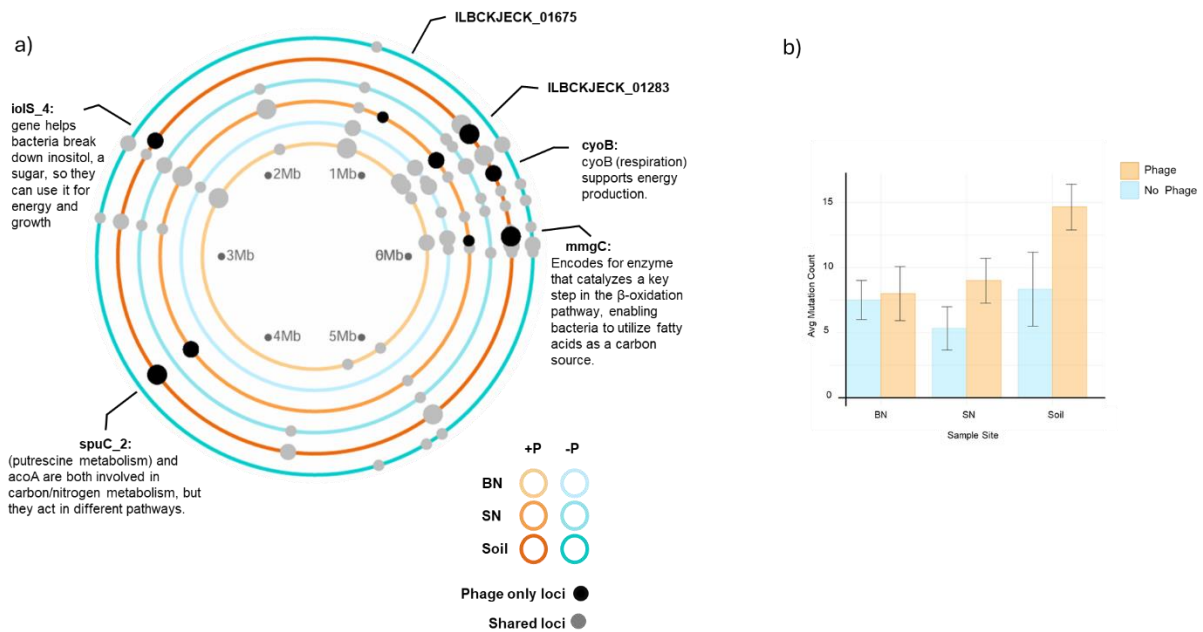 a)
ILBCKJECK_01675
ILBCKJECK_01283
iolS_4:
gene helps
bacteria break
down inositol, a
sugar, so they
can use it for
energy and
growth
cyoB:
cyoB (respiration)
supports energy
production.
mmgC:
Encodes for enzyme
that catalyzes a key
step in the β-oxidation
pathway, enabling
bacteria to utilize fatty
acids as a carbon
source.
2Mb
1Mb
3Mb
0Mb
4Mb
5Mb
spuC_2:
(putrescine metabolism) and
acoA are both involved in
carbon/nitrogen metabolism, but
they act in different pathways.
+P -P
BN
SN
Soil
Phage only loci
Shared loci
b)
Phage
No Phage
Avg Mutation Count
15
10
5
0
BN SN Soil
Sample Site